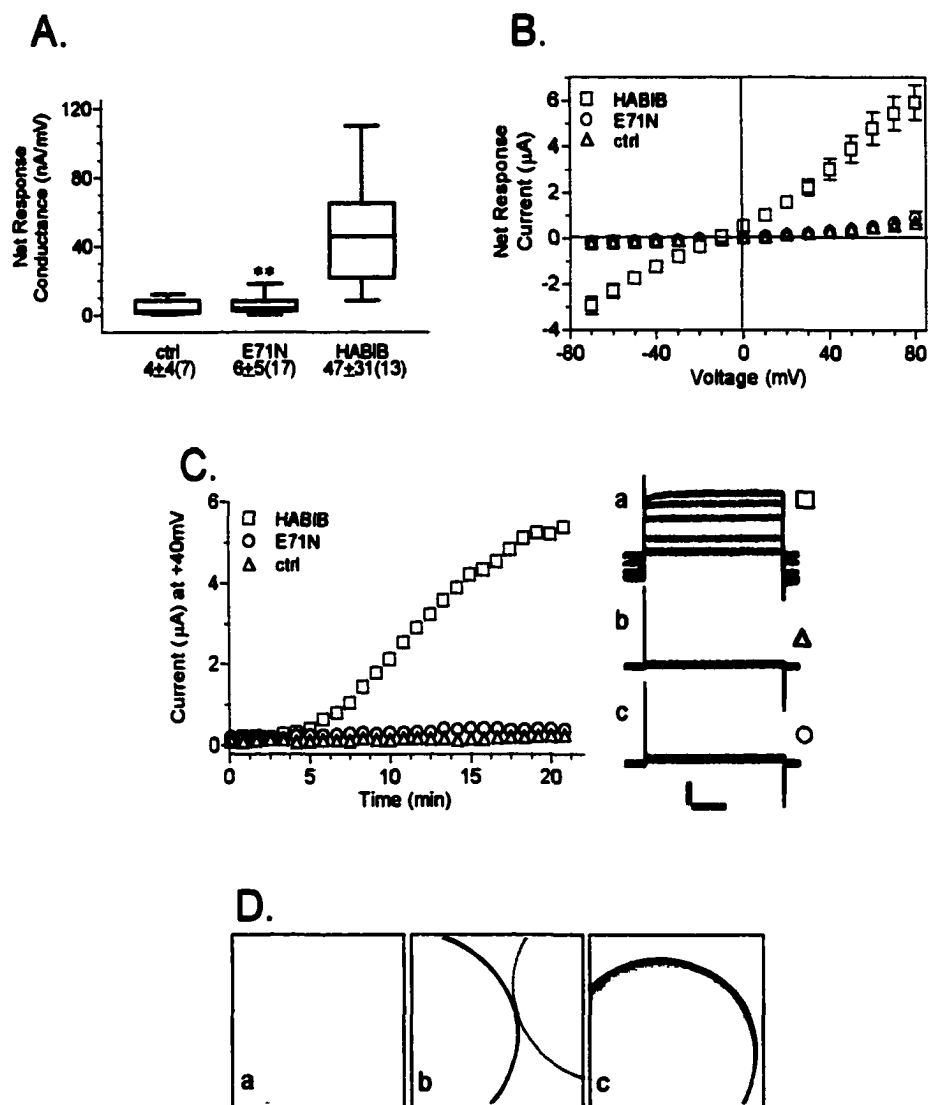 A.
120
80
40
0
Net Response
Conductance (nA/mV)
**
ctrl
4±4(7)
E71N
6±5(17)
HABIB
47±31(13)
B.
HABIB
E71N
ctrl
6
4
2
0
-2
-4
Net Response
Current (μA)
-80
-40
0
40
80
Voltage (mV)
C.
HABIB
E71N
ctrl
6
4
2
0
Current (μA) at +40mV
0
5
10
15
20
Time (min)
a
b
c
D.
a
b
c